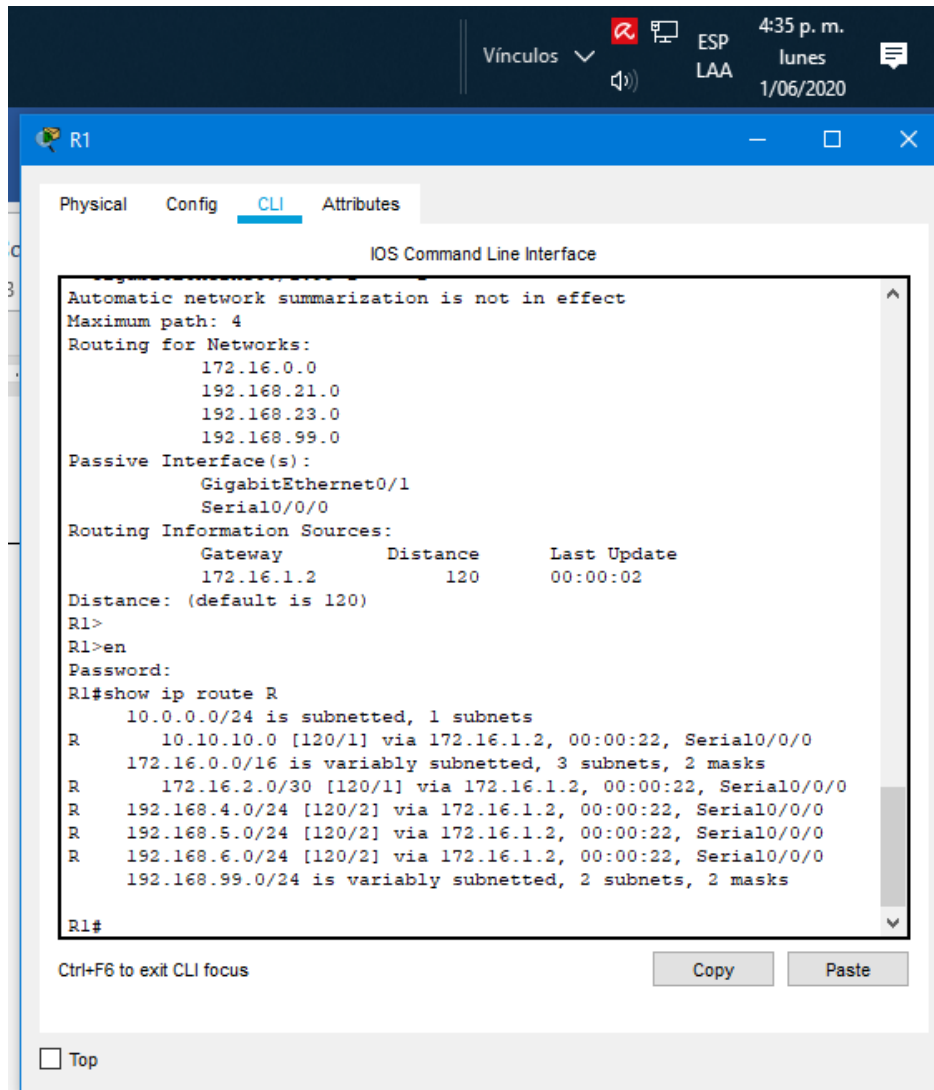 Vínculos
ESP
LAA
4:35 p. m.
lunes
1/06/2020
R1
Physical Config CLI Attributes
IOS Command Line Interface
Automatic network summarization is not in effect
Maximum path: 4
Routing for Networks:
172.16.0.0
192.168.21.0
192.168.23.0
192.168.99.0
Passive Interface(s):
GigabitEthernet0/1
Serial0/0/0
Routing Information Sources:
Gateway Distance Last Update
172.16.1.2 120 00:00:02
Distance: (default is 120)
R1>
R1>en
Password:
R1#show ip route R
10.0.0.0/24 is subnetted, 1 subnets
R 10.10.10.0 [120/1] via 172.16.1.2, 00:00:22, Serial0/0/0
172.16.0.0/16 is variably subnetted, 3 subnets, 2 masks
R 172.16.2.0/30 [120/1] via 172.16.1.2, 00:00:22, Serial0/0/0
R 192.168.4.0/24 [120/2] via 172.16.1.2, 00:00:22, Serial0/0/0
R 192.168.5.0/24 [120/2] via 172.16.1.2, 00:00:22, Serial0/0/0
R 192.168.6.0/24 [120/2] via 172.16.1.2, 00:00:22, Serial0/0/0
192.168.99.0/24 is variably subnetted, 2 subnets, 2 masks
R1#
Ctrl+F6 to exit CLI focus
Copy Paste
Top